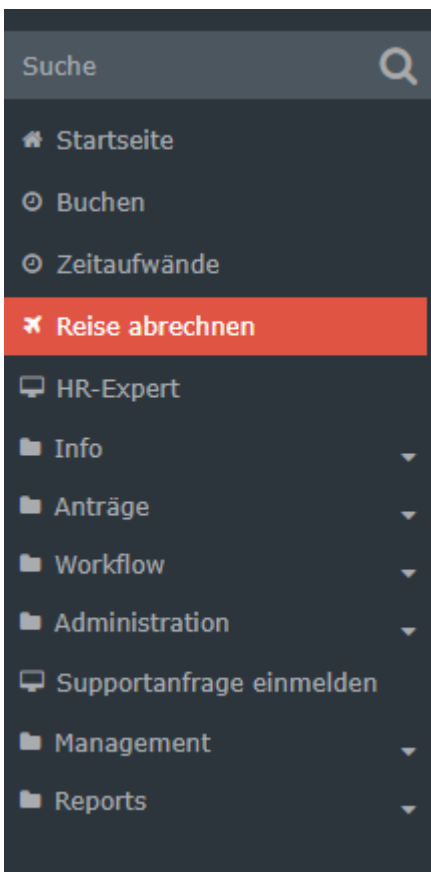 Suche
Startseite
Buchen
Zeitaufwände
Reise abrechnen
HR-Expert
Info
Anträge
Workflow
Administration
Supportanfrage einmelden
Management
Reports